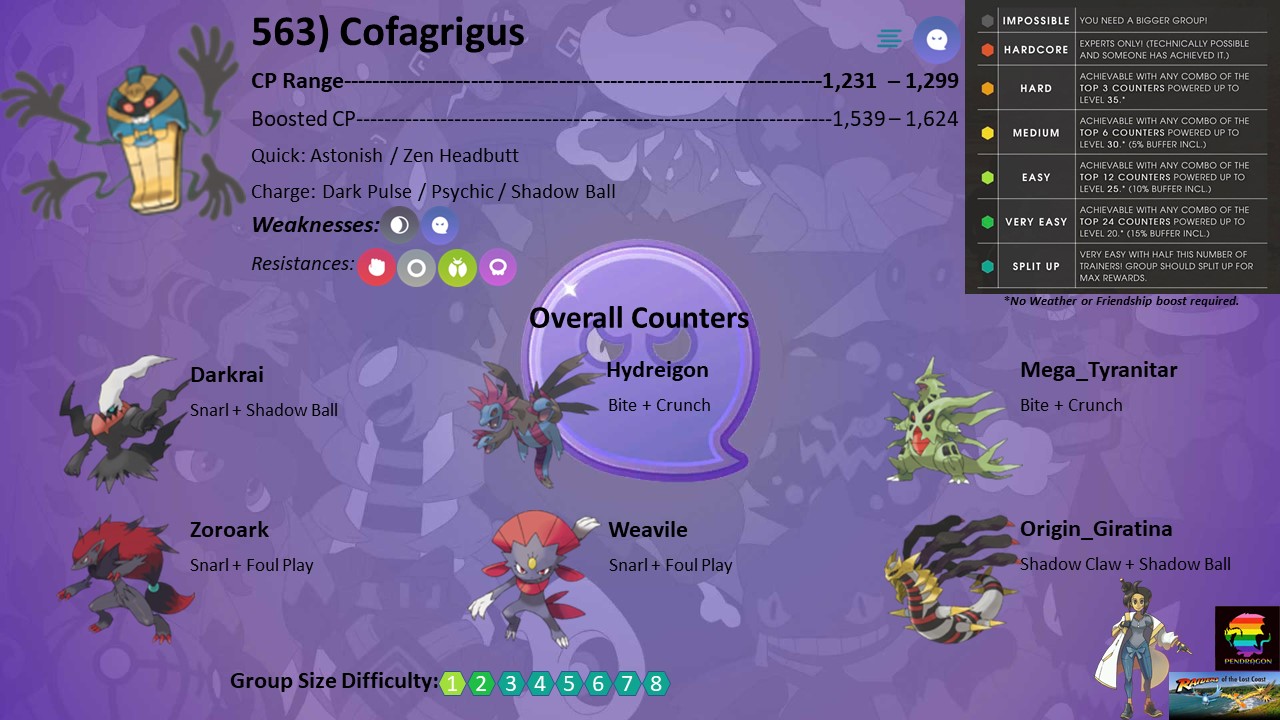 563) Cofagrigus
CP Range-----------------------------------------------------------------------1,231 – 1,299
Boosted CP-----------------------------------------------------------------------1,539 – 1,624
Quick: Astonish / Zen Headbutt
Charge: Dark Pulse / Psychic / Shadow Ball
Weaknesses:
Resistances:
IMPOSSIBLE YOU NEED A BIGGER GROUP!
HARDCORE EXPERTS ONLY! (TECHNICALLY POSSIBLE
AND SOMEONE HAS ACHIEVED IT.)
HARD ACHIEVABLE WITH ANY COMBO OF THE
TOP 3 COUNTERS POWERED UP TO
LEVEL 35.*
MEDIUM ACHIEVABLE WITH ANY COMBO OF THE
TOP 6 COUNTERS POWERED UP TO
LEVEL 30.* (5% BUFFER INCL.)
EASY ACHIEVABLE WITH ANY COMBO OF THE
TOP 12 COUNTERS POWERED UP TO
LEVEL 25.* (10% BUFFER INCL.)
VERY EASY ACHIEVABLE WITH ANY COMBO OF THE
TOP 24 COUNTERS POWERED UP TO
LEVEL 20.* (15% BUFFER INCL.)
SPLIT UP VERY EASY WITH HALF THIS NUMBER OF
TRAINERS! GROUP SHOULD SPLIT UP FOR
MAX REWARDS.
*No Weather or Friendship boost required.
Overall Counters
Darkrai
Snarl + Shadow Ball
Hydreigon
Bite + Crunch
Mega_Tyranitar
Bite + Crunch
Zoroark
Snarl + Foul Play
Weavile
Snarl + Foul Play
Origin_Giratina
Shadow Claw + Shadow Ball
Group Size Difficulty: 1 2 3 4 5 6 7 8
PENDRAGON
RAIDERS of the Lost Coast